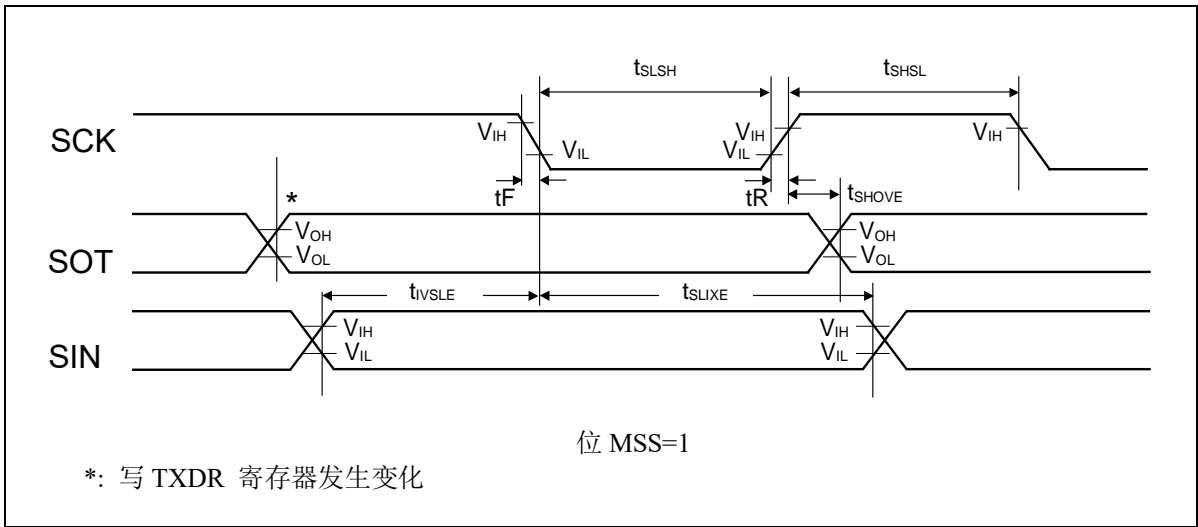 tSLSH tSHSL
SCK VIH VIL VIH VIL VIH
tF tR tSHOVE
*
SOT VOH VOL VOH VOL
tIVSLE tSLIXE
SIN VIH VIL VIH VIL
位 MSS=1
*: 写 TXDR 寄存器发生变化